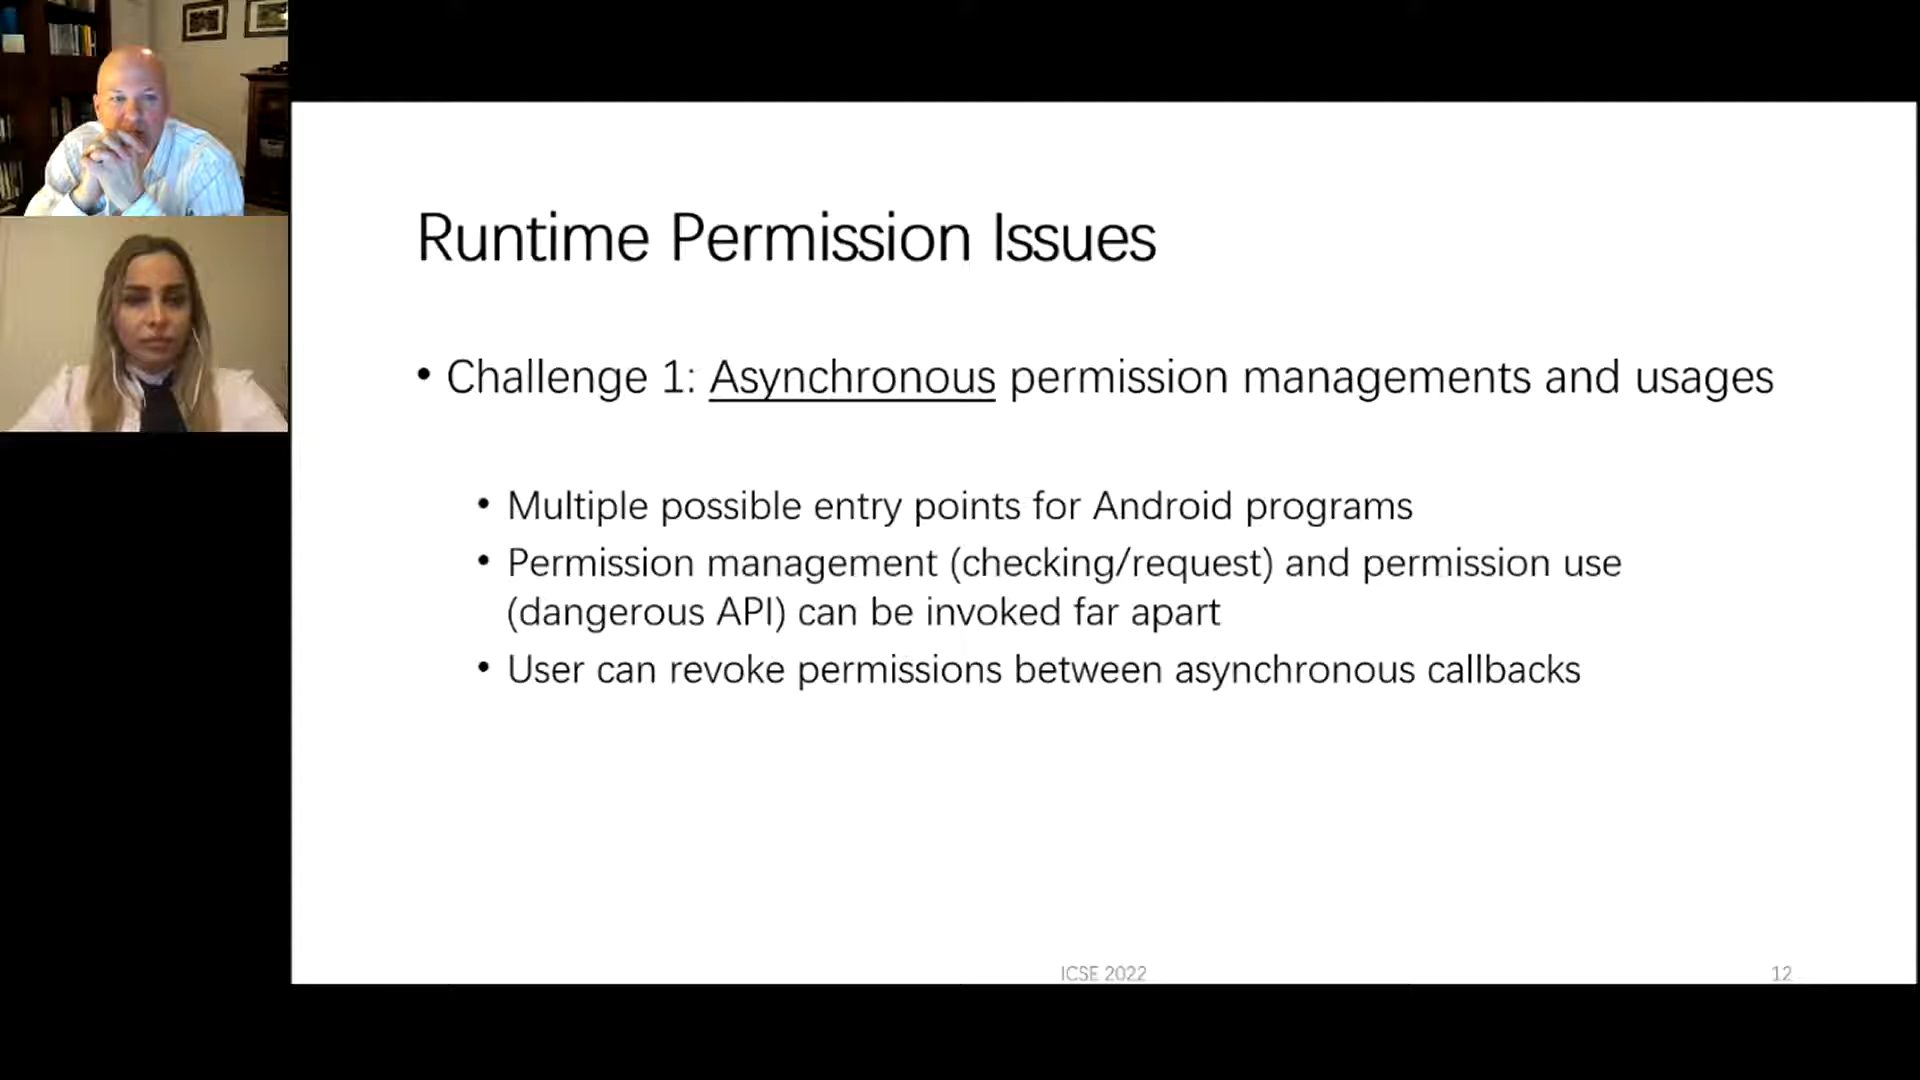 Runtime Permission Issues
• Challenge 1: Asynchronous permission managements and usages
• Multiple possible entry points for Android programs
• Permission management (checking/request) and permission use
(dangerous API) can be invoked far apart
• User can revoke permissions between asynchronous callbacks
ICSE 2022
12